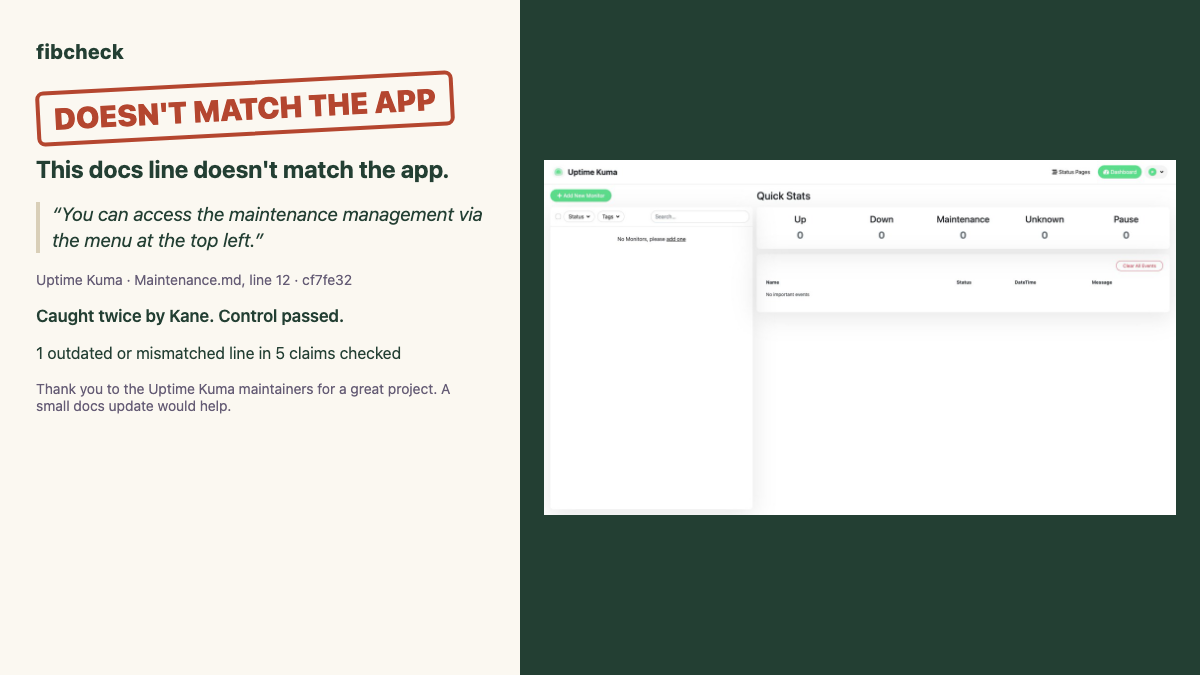 fibcheck
DOESN'T MATCH THE APP
This docs line doesn't match the app.
“You can access the maintenance management via
the menu at the top left.”
Uptime Kuma · Maintenance.md, line 12 · cf7fe32
Caught twice by Kane. Control passed.
1 outdated or mismatched line in 5 claims checked
Thank you to the Uptime Kuma maintainers for a great project. A
small docs update would help.
Uptime Kuma
Status Pages
Dashboard
+ Add New Monitor
Status
Tags
Search...
No Monitors, please add one
Quick Stats
Up Down Maintenance Unknown Pause
0 0 0 0 0
Clear All Events
Name Status DateTime Message
No important events